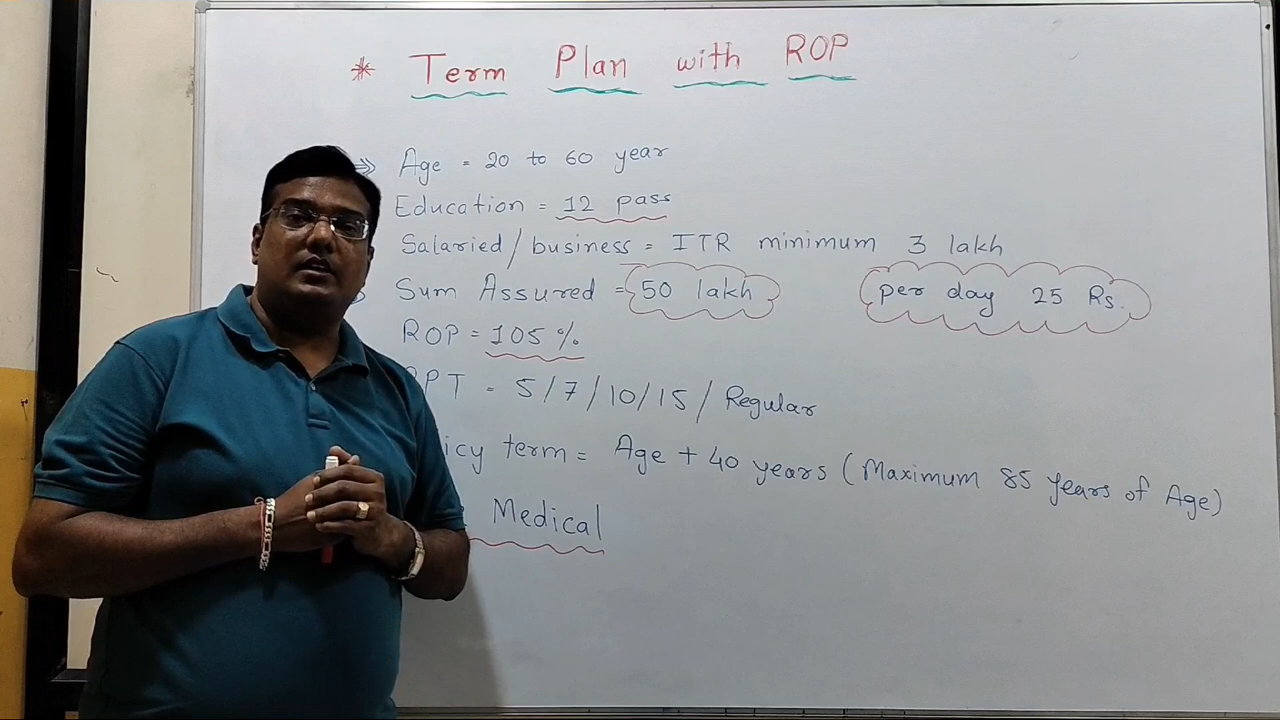 * Term Plan with ROP
Age = 20 to 60 year
Education = 12 pass
Salaried/business = ITR minimum 3 lakh
Sum Assured = 50 lakh per day 25 Rs.
ROP = 105 %
PPT = 5/7/10/15/ Regular
icy term = Age + 40 years (Maximum 85 years of Age)
Medical